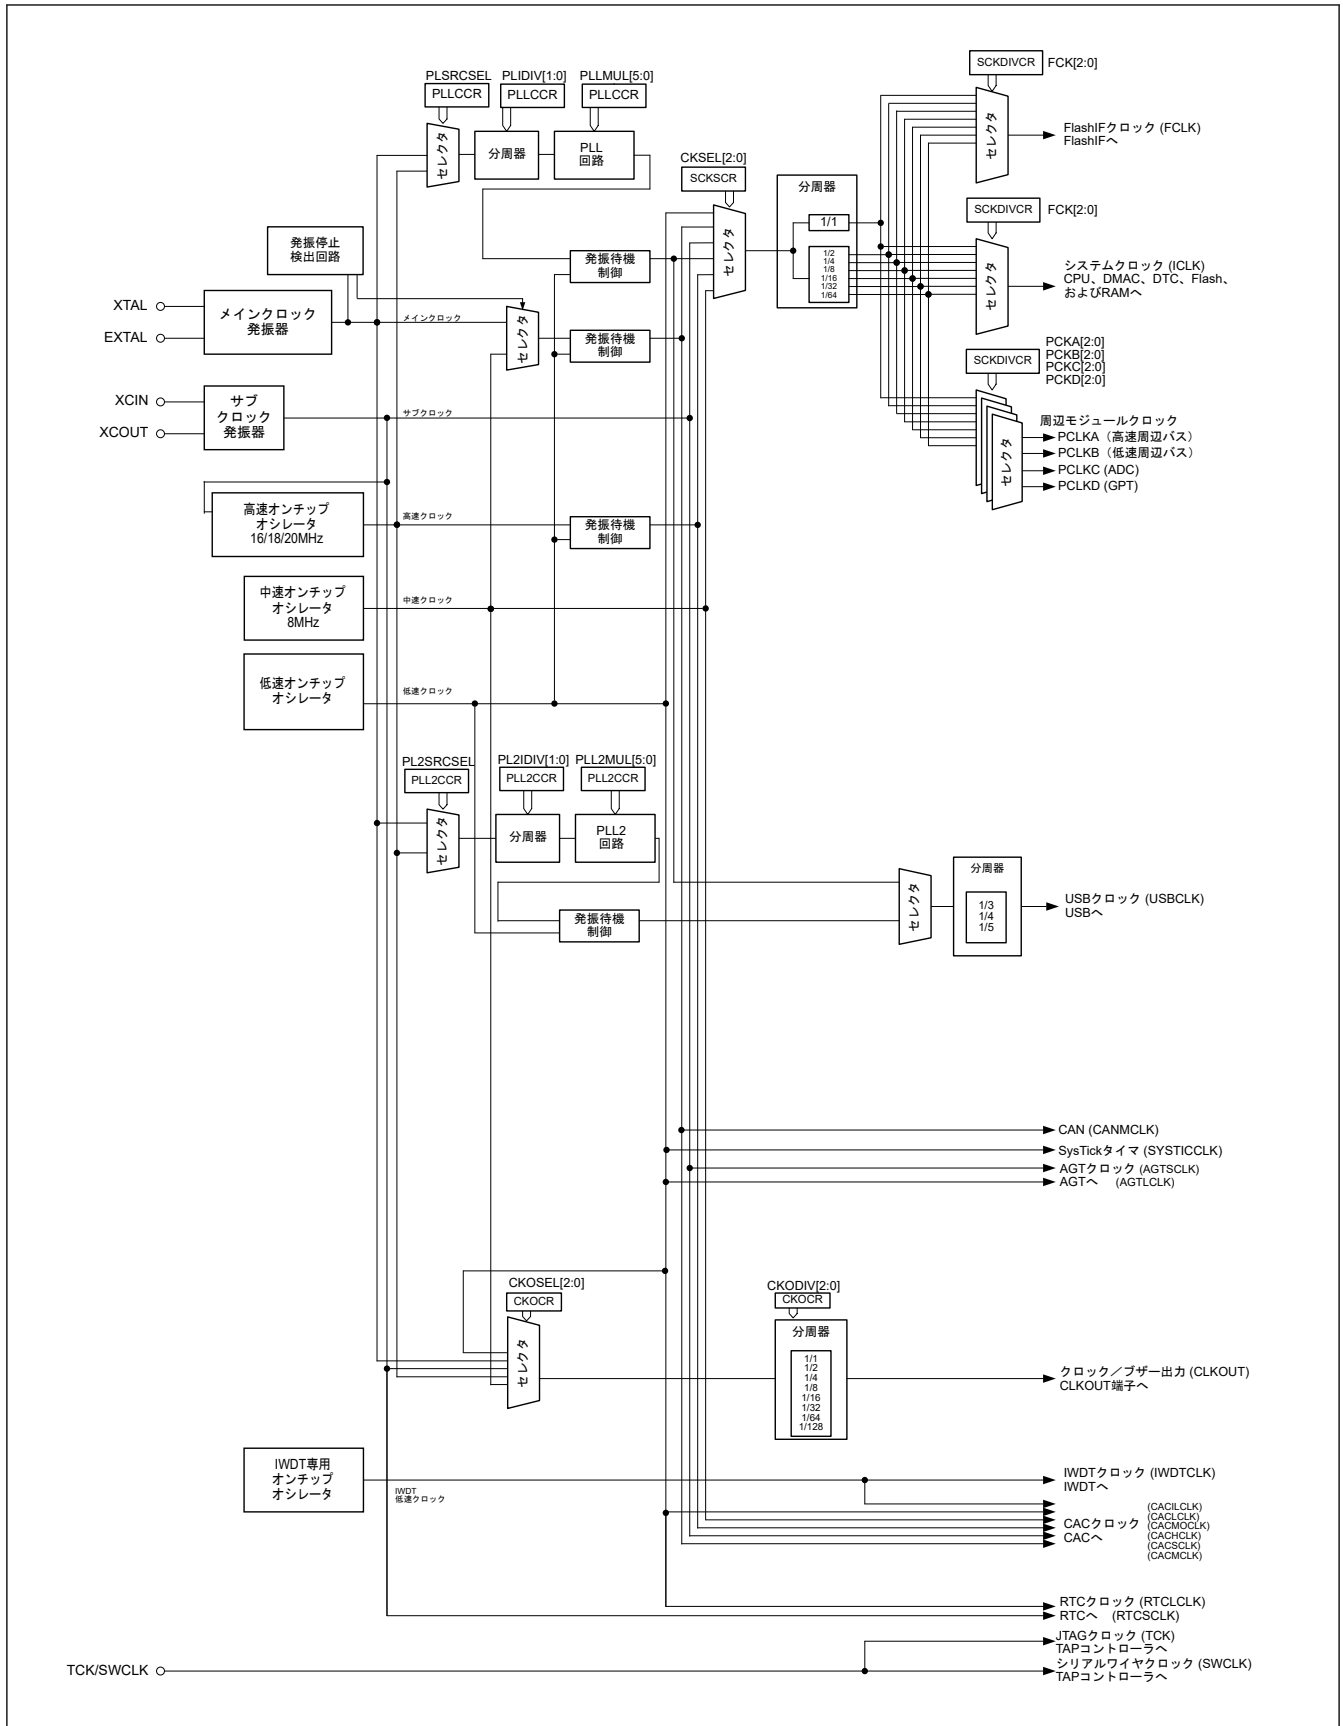 SCKDIVCR FCK[2:0]
PLSRCSEL PLIDIV[1:0] PLLMUL[5:0]
PLLCCR PLLCCR PLLCCR
セレクタ
FlashIFクロック (FCLK)
FlashIFへ
セレクタ
分周器
PLL
回路
CKSEL[2:0]
SCKSCR
分周器
1/1
1/2
1/4
1/8
1/16
1/32
1/64
セレクタ
SCKDIVCR FCK[2:0]
セレクタ
システムクロック (ICLK)
CPU、DMAC、DTC、Flash、
およびRAMへ
発振停止
検出回路
発振待機
制御
XTAL
EXTAL
メインクロック
発振器
メインクロック
セレクタ
発振待機
制御
SCKDIVCR
PCKA[2:0]
PCKB[2:0]
PCKC[2:0]
PCKD[2:0]
XCIN
XCOUT
サブ
クロック
発振器
サブクロック
セレクタ
周辺モジュールクロック
PCLKA（高速周辺バス）
PCLKB（低速周辺バス）
PCLKC (ADC)
PCLKD (GPT)
高速オンチップ
オシレータ
16/18/20MHz
高速クロック
発振待機
制御
中速オンチップ
オシレータ
8MHz
中速クロック
低速オンチップ
オシレータ
低速クロック
PL2SRCSEL PL2IDIV[1:0] PLL2MUL[5:0]
PLL2CCR PLL2CCR PLL2CCR
セレクタ
分周器
PLL2
回路
発振待機
制御
セレクタ
分周器
1/3
1/4
1/5
USBクロック (USBCLK)
USBへ
CAN (CANMCLK)
SysTickタイマ (SYSTICCLK)
AGTクロック (AGTSCLK)
AGTへ (AGTLCLK)
CKOSEL[2:0]
CKOCR
セレクタ
CKODIV[2:0]
CKOCR
分周器
1/1
1/2
1/4
1/8
1/16
1/32
1/64
1/128
クロック／ブザー出力 (CLKOUT)
CLKOUT端子へ
IWDT専用
オンチップ
オシレータ
IWDT
低速クロック
IWDTクロック (IWDTCLK)
IWDTへ
CACクロック
CACへ
(CACILCLK)
(CACLCLK)
(CACMOCLK)
(CACHCLK)
(CACSCLK)
(CACMCLK)
RTCクロック (RTCLCLK)
RTCへ (RTCSCLK)
TCK/SWCLK
JTAGクロック (TCK)
TAPコントローラへ
シリアルワイヤクロック (SWCLK)
TAPコントローラへ